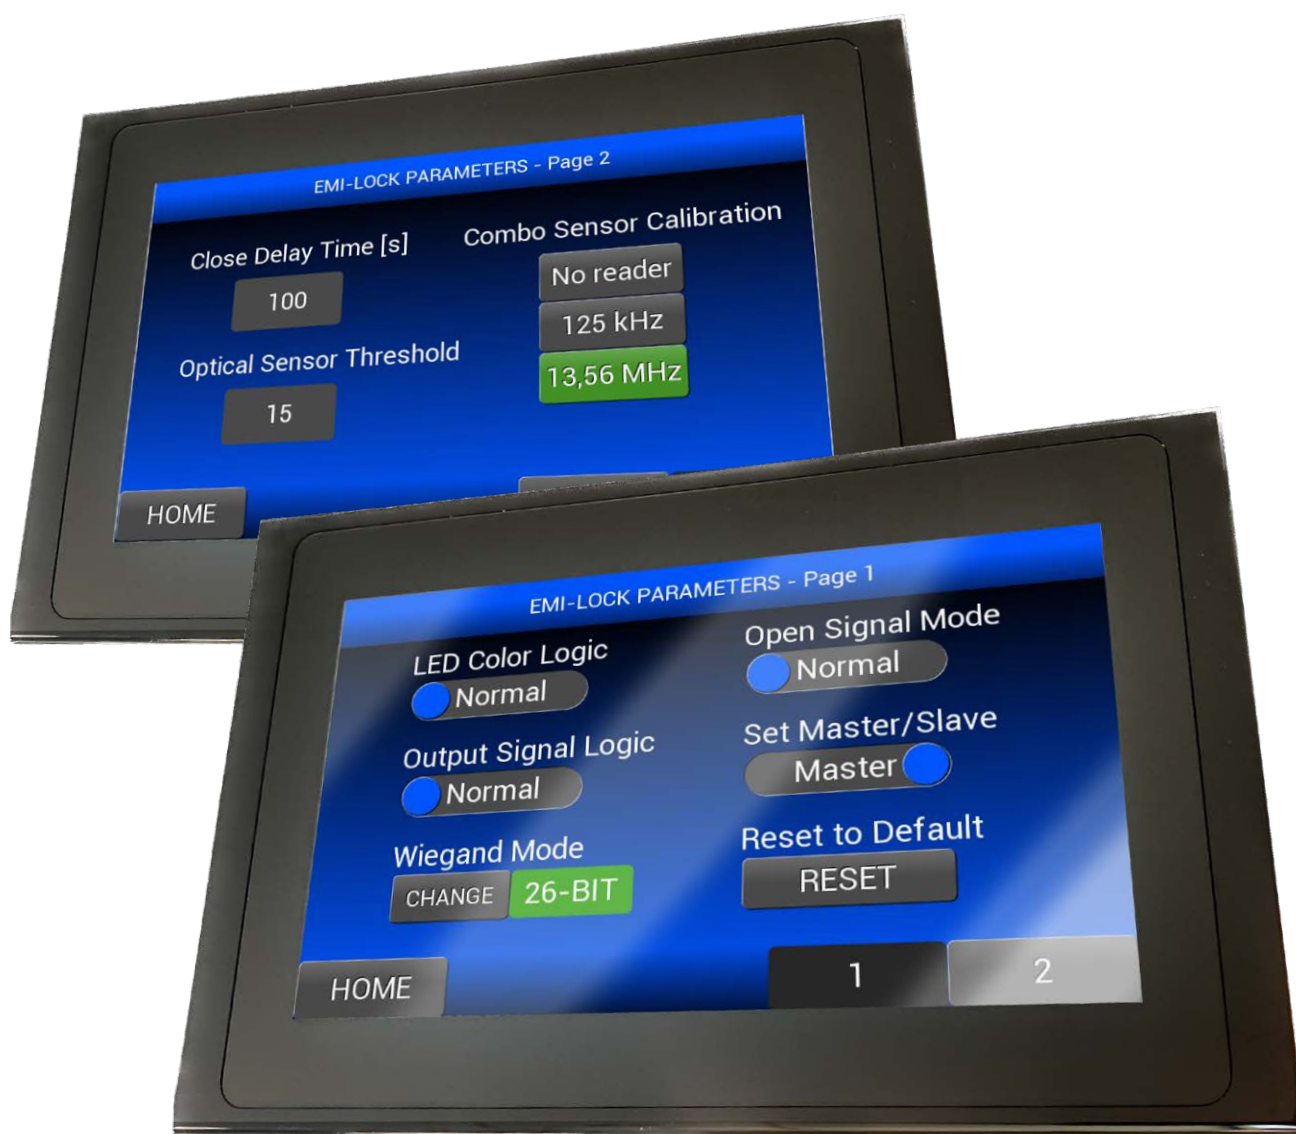 EMI-LOCK PARAMETERS - Page 2
Close Delay Time [s]
100
Optical Sensor Threshold
15
Combo Sensor Calibration
No reader
125 kHz
13,56 MHz
HOME
EMI-LOCK PARAMETERS - Page 1
LED Color Logic
Normal
Output Signal Logic
Normal
Wiegand Mode
CHANGE 26-BIT
Open Signal Mode
Normal
Set Master/Slave
Master
Reset to Default
RESET
HOME
1
2